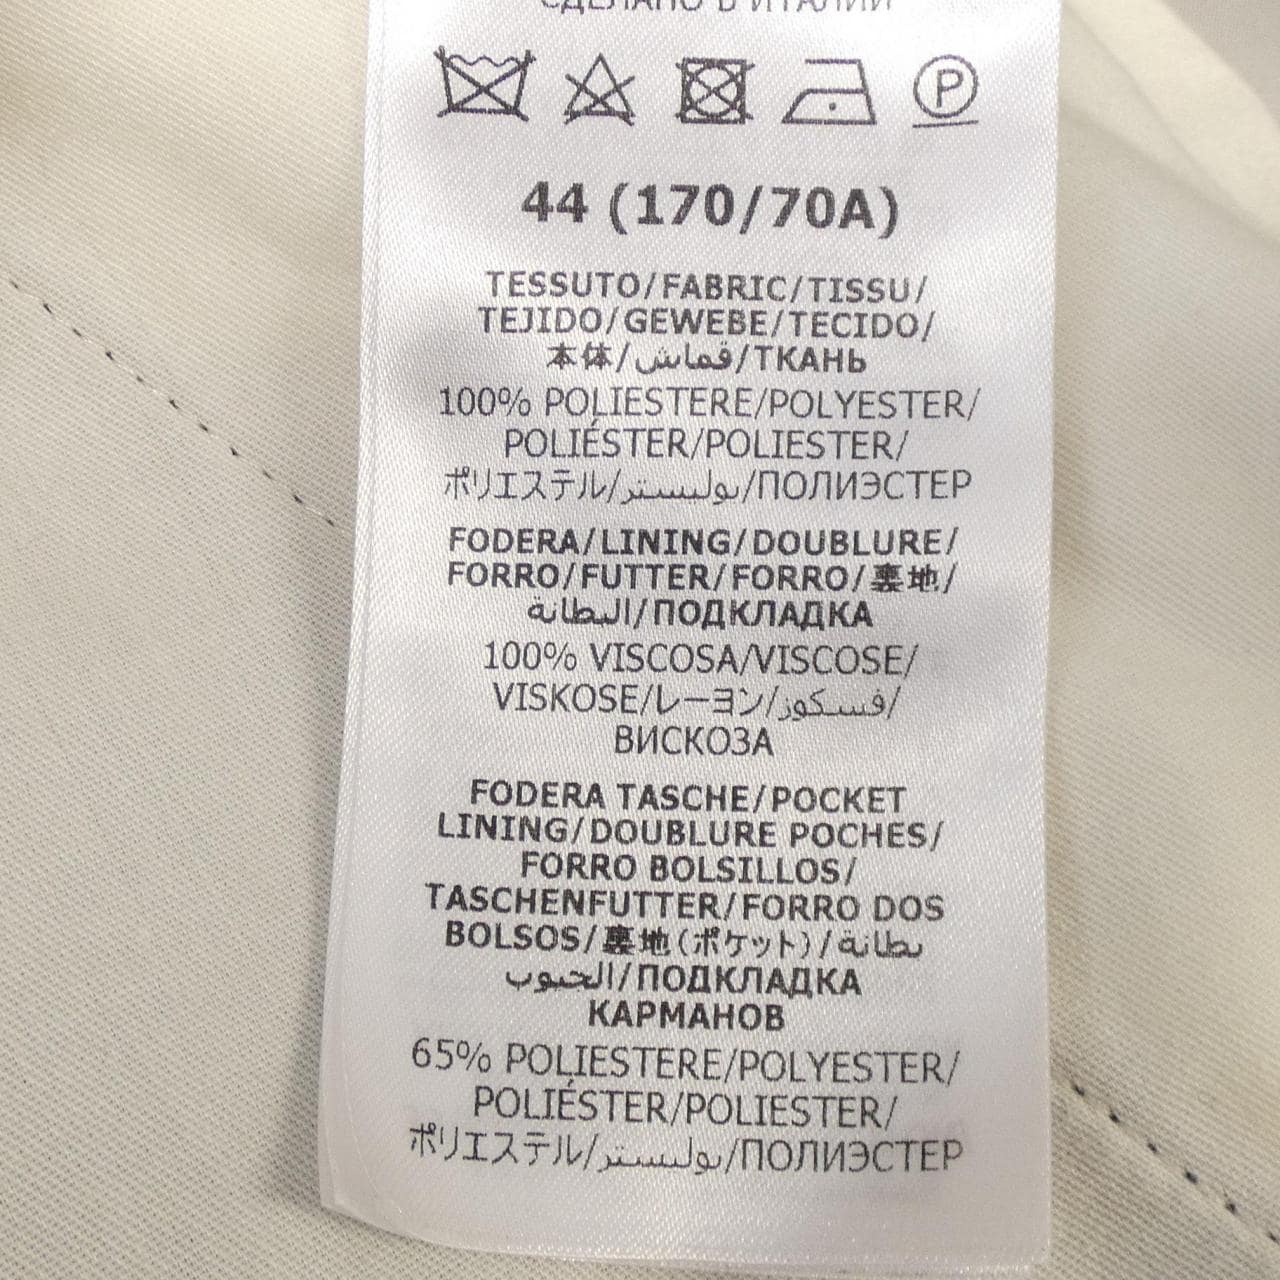 СДЕЛАНО В ИТАЛИИ
P
44 (170/70A)
TESSUTO/FABRIC/TISSU/
TEJIDO/GEWEBE/TECIDO/
本体/قماش/ТКАНЬ
100% POLIESTERE/POLYESTER/
POLIÉSTER/POLIESTER/
ポリエステル/بوليستر/ПОЛИЭСТЕР
FODERA/LINING/DOUBLURE/
FORRO/FUTTER/FORRO/裏地/
البطانة/ПОДКЛАДКА
100% VISCOSA/VISCOSE/
VISKOSE/レーヨン/فسكوز/
ВИСКОЗА
FODERA TASCHE/POCKET
LINING/DOUBLURE POCHES/
FORRO BOLSILLOS/
TASCHENFUTTER/FORRO DOS
BOLSOS/裏地(ポケット)/بطانة
الجيوب/ПОДКЛАДКА
КАРМАНОВ
65% POLIESTERE/POLYESTER/
POLIÉSTER/POLIESTER/
ポリエステル/بوليستر/ПОЛИЭСТЕР